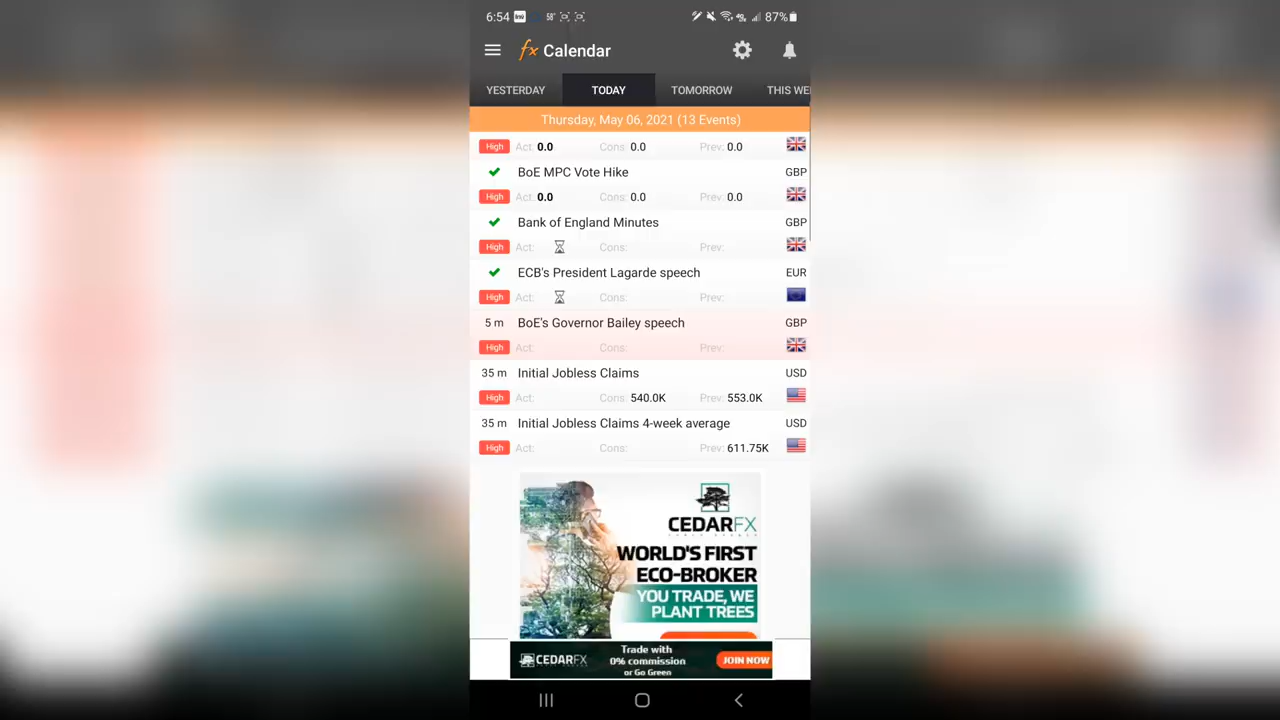 6:54 58° 87%
fx Calendar
YESTERDAY TODAY TOMORROW THIS WE
Thursday, May 06, 2021 (13 Events)
High Act: 0.0 Cons: 0.0 Prev: 0.0
BoE MPC Vote Hike GBP
High Act: 0.0 Cons: 0.0 Prev: 0.0
Bank of England Minutes GBP
High Act: Cons: Prev:
ECB's President Lagarde speech EUR
High Act: Cons: Prev:
5 m BoE's Governor Bailey speech GBP
High Act: Cons: Prev:
35 m Initial Jobless Claims USD
High Act: Cons: 540.0K Prev: 553.0K
35 m Initial Jobless Claims 4-week average USD
High Act: Cons: Prev: 611.75K
CEDARFX
WORLD'S FIRST
ECO-BROKER
YOU TRADE, WE
PLANT TREES
CEDARFX
Trade with
0% commission
or Go Green
JOIN NOW